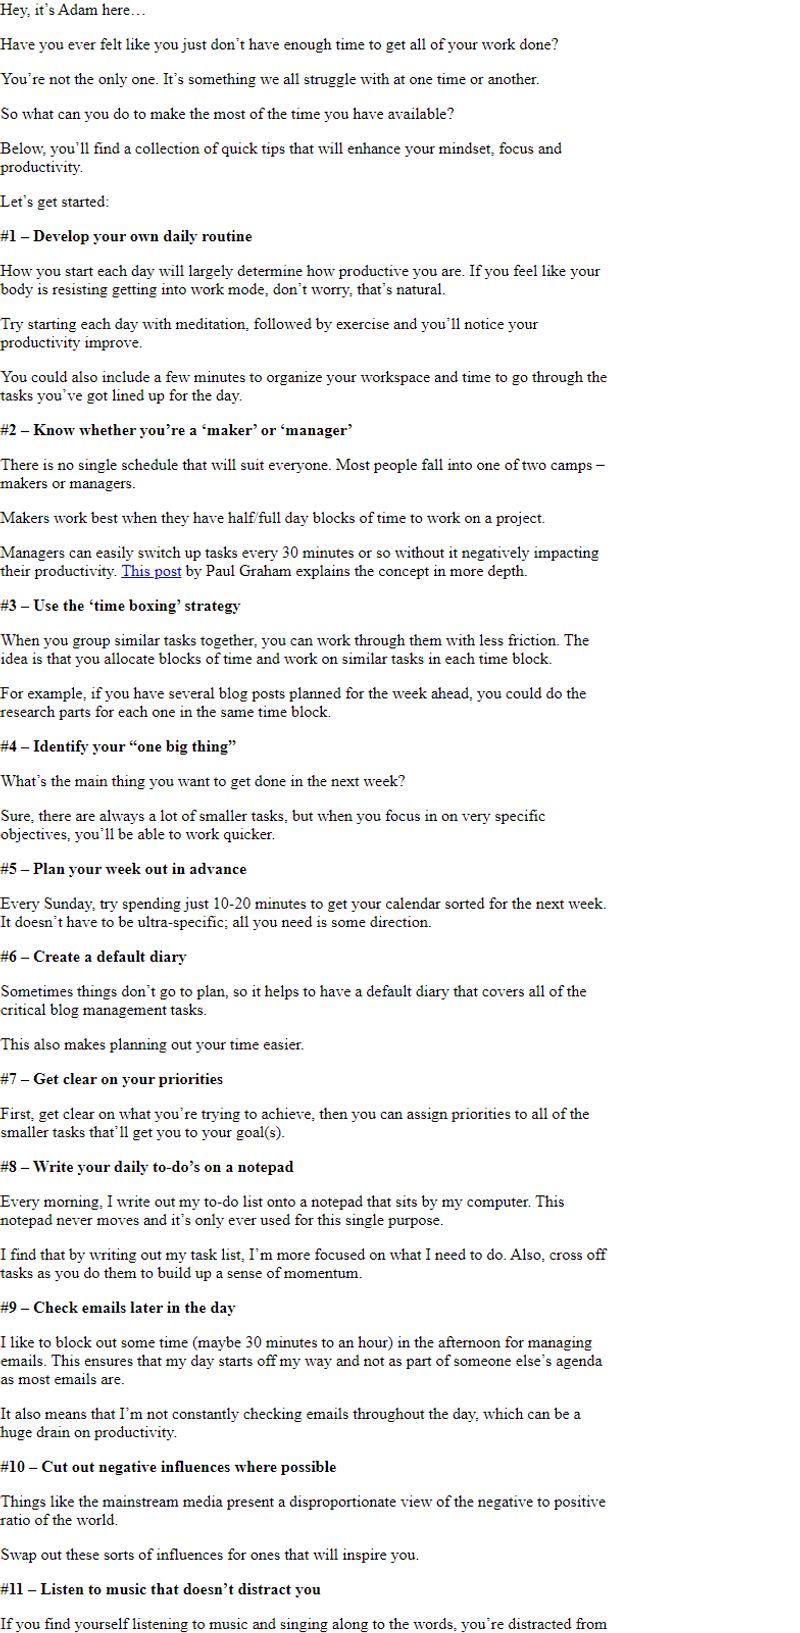 Hey, it’s Adam here…
Have you ever felt like you just don’t have enough time to get all of your work done?
You’re not the only one. It’s something we all struggle with at one time or another.
So what can you do to make the most of the time you have available?
Below, you’ll find a collection of quick tips that will enhance your mindset, focus and
productivity.
Let’s get started:
#1 – Develop your own daily routine
How you start each day will largely determine how productive you are. If you feel like your
body is resisting getting into work mode, don’t worry, that’s natural.
Try starting each day with meditation, followed by exercise and you’ll notice your
productivity improve.
You could also include a few minutes to organize your workspace and time to go through the
tasks you’ve got lined up for the day.
#2 – Know whether you’re a ‘maker’ or ‘manager’
There is no single schedule that will suit everyone. Most people fall into one of two camps –
makers or managers.
Makers work best when they have half/full day blocks of time to work on a project.
Managers can easily switch up tasks every 30 minutes or so without it negatively impacting
their productivity. This post by Paul Graham explains the concept in more depth.
#3 – Use the ‘time boxing’ strategy
When you group similar tasks together, you can work through them with less friction. The
idea is that you allocate blocks of time and work on similar tasks in each time block.
For example, if you have several blog posts planned for the week ahead, you could do the
research parts for each one in the same time block.
#4 – Identify your “one big thing”
What’s the main thing you want to get done in the next week?
Sure, there are always a lot of smaller tasks, but when you focus in on very specific
objectives, you’ll be able to work quicker.
#5 – Plan your week out in advance
Every Sunday, try spending just 10-20 minutes to get your calendar sorted for the next week.
It doesn’t have to be ultra-specific; all you need is some direction.
#6 – Create a default diary
Sometimes things don’t go to plan, so it helps to have a default diary that covers all of the
critical blog management tasks.
This also makes planning out your time easier.
#7 – Get clear on your priorities
First, get clear on what you’re trying to achieve, then you can assign priorities to all of the
smaller tasks that’ll get you to your goal(s).
#8 – Write your daily to-do’s on a notepad
Every morning, I write out my to-do list onto a notepad that sits by my computer. This
notepad never moves and it’s only ever used for this single purpose.
I find that by writing out my task list, I’m more focused on what I need to do. Also, cross off
tasks as you do them to build up a sense of momentum.
#9 – Check emails later in the day
I like to block out some time (maybe 30 minutes to an hour) in the afternoon for managing
emails. This ensures that my day starts off my way and not as part of someone else’s agenda
as most emails are.
It also means that I’m not constantly checking emails throughout the day, which can be a
huge drain on productivity.
#10 – Cut out negative influences where possible
Things like the mainstream media present a disproportionate view of the negative to positive
ratio of the world.
Swap out these sorts of influences for ones that will inspire you.
#11 – Listen to music that doesn’t distract you
If you find yourself listening to music and singing along to the words, you’re distracted from